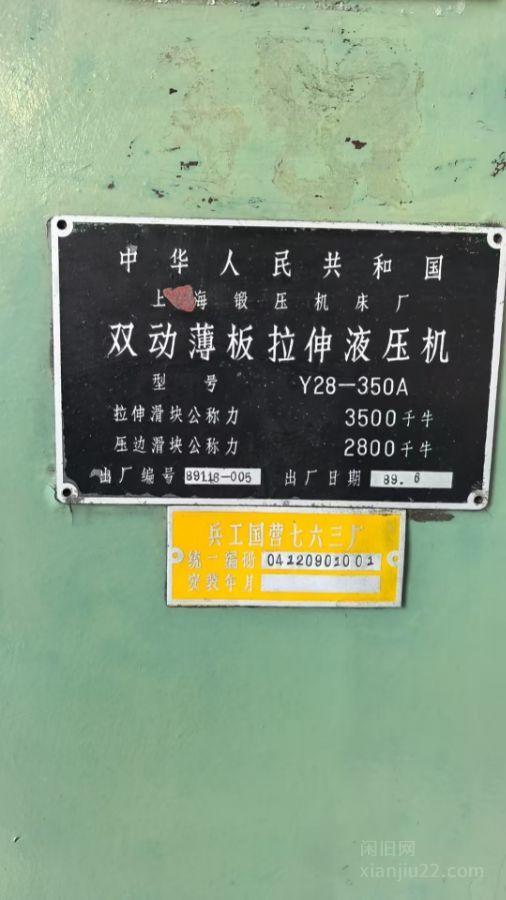 中华人民共和国
上海锻压机床厂
双动薄板拉伸液压机
型号 Y28-350A
拉伸滑块公称力 3500千牛
压边滑块公称力 2800千牛
出厂编号 89116-005 出厂日期 89.6
兵工国营七六三厂
统一编码 04120901001
安装年月
闲旧网
xianjiu22.com